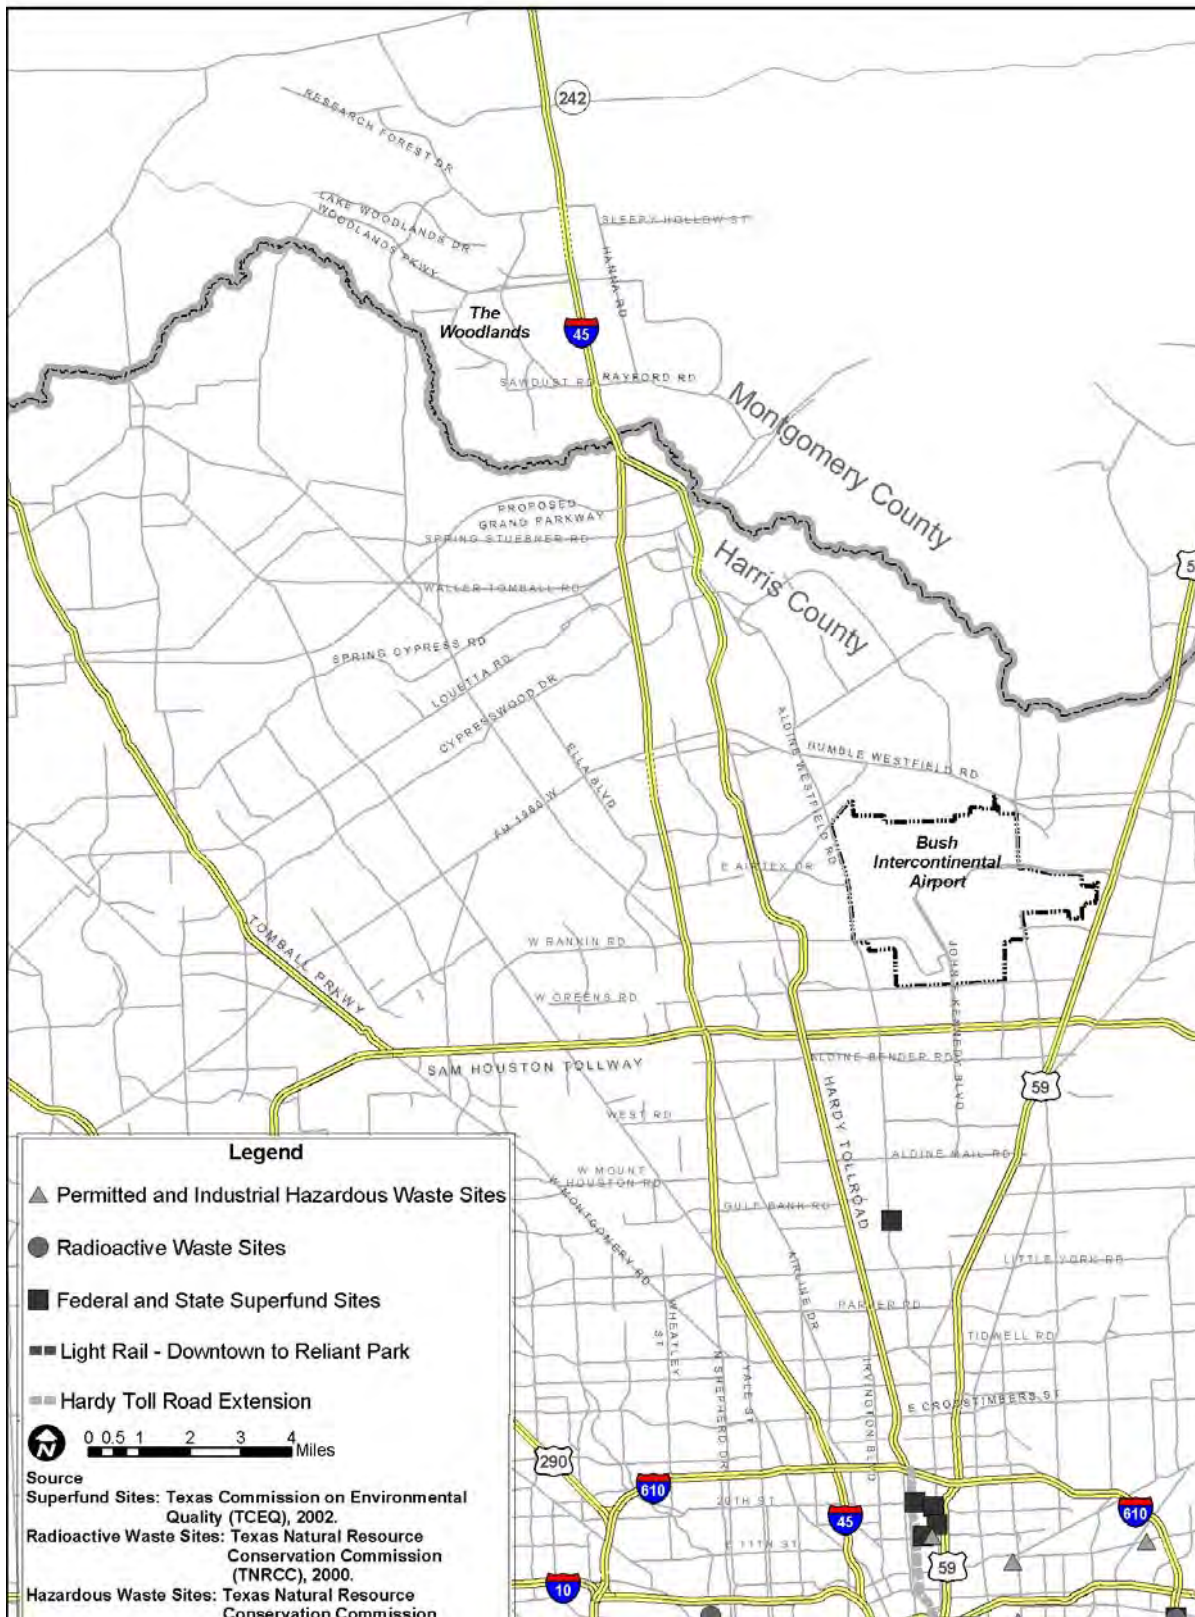 242
RESEARCH FOREST DR
LAKE WOODLANDS DR
WOODLANDS PKWY
SLEEPY HOLLOW ST
HANNA RD
The
Woodlands
45
SAWDUST RD
RAYFORD RD
Montgomery County
PROPOSED
GRAND PARKWAY
SPRING STUEBNER RD
Harris County
5
WALLER TOMBALL RD
SPRING CYPRESS RD
LOUETTA RD
CYPRESSWOOD DR
ELLA BLVD
ALDINE WESTFIELD RD
HUMBLE WESTFIELD RD
FM 1960 W
Bush
Intercontinental
Airport
E AIRTEX DR
TOMBALL PRKWY
W RANKIN RD
JOHN F KENNEDY BLVD
W GREENS RD
SAM HOUSTON TOLLWAY
ALDINE BENDER RD
HARDY TOLLROAD
59
WEST RD
ALDINE MAIL RD
W MOUNT
HOUSTON RD
W MONTGOMERY RD
GULF BANK RD
AIRLINE DR
LITTLE YORK RD
PARKER RD
TIDWELL RD
WHEATLEY
ST
N SHEPHERD DR
YALE ST
IRVINGTON BLVD
E CROSSTIMBERS ST
290
610
20TH ST
45
610
E 11TH ST
59
10
Legend
Permitted and Industrial Hazardous Waste Sites
Radioactive Waste Sites
Federal and State Superfund Sites
Light Rail - Downtown to Reliant Park
Hardy Toll Road Extension
N
0 0.5 1 2 3 4
Miles
Source
Superfund Sites: Texas Commission on Environmental
Quality (TCEQ), 2002.
Radioactive Waste Sites: Texas Natural Resource
Conservation Commission
(TNRCC), 2000.
Hazardous Waste Sites: Texas Natural Resource
Conservation Commission